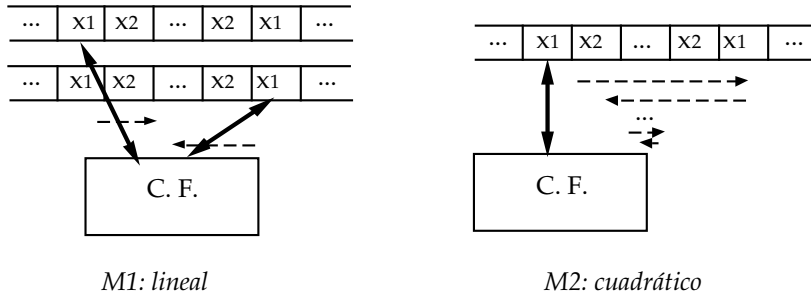 ... x1 x2 ... x2 x1 ...
... x1 x2 ... x2 x1 ...
C. F.
M1: lineal
... x1 x2 ... x2 x1 ...
...
C. F.
M2: cuadrático